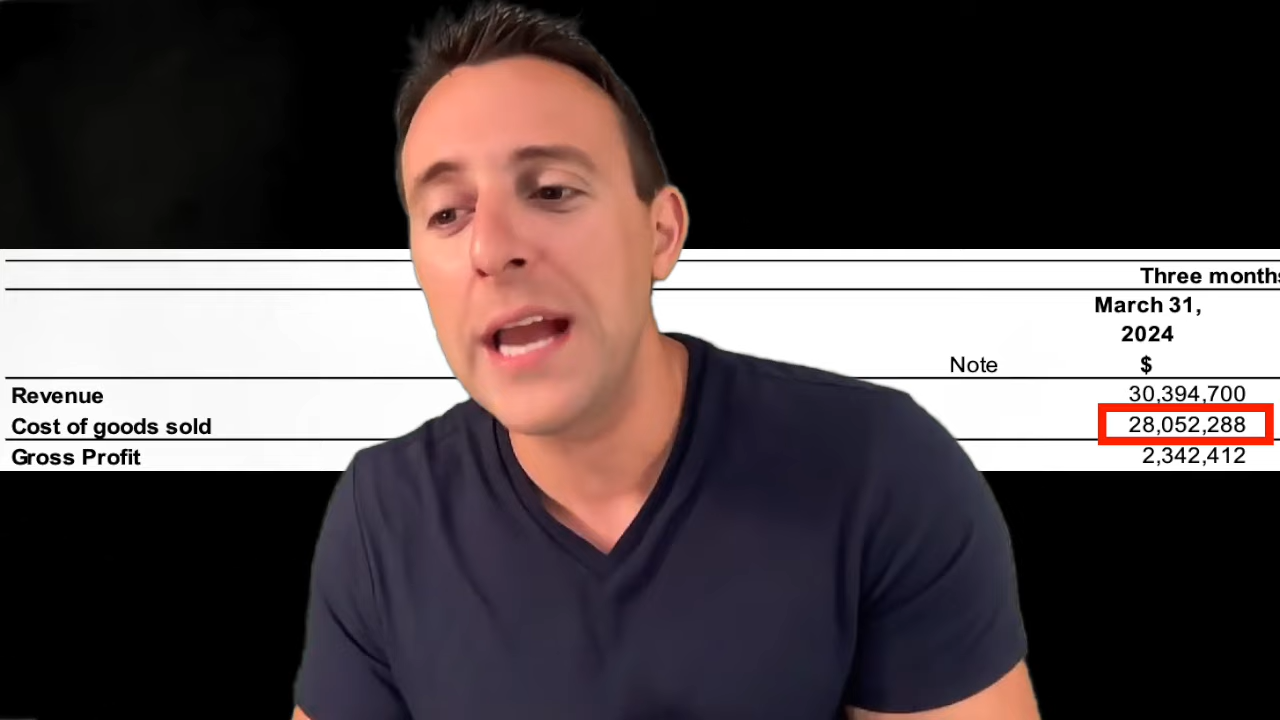 Three months
March 31,
2024
Note $
Revenue 30,394,700
Cost of goods sold 28,052,288
Gross Profit 2,342,412